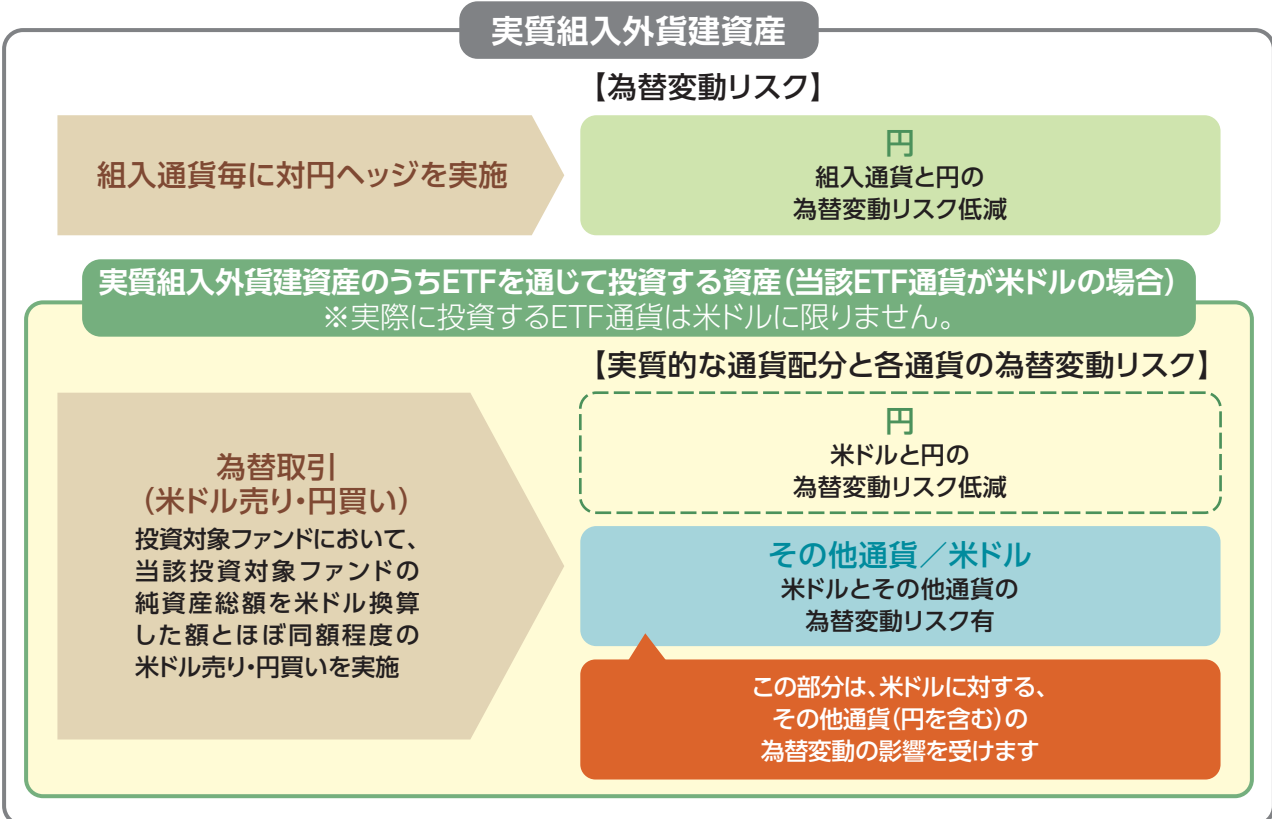 実質組入外貨建資産
【為替変動リスク】
組入通貨毎に対円ヘッジを実施
円
組入通貨と円の
為替変動リスク低減
実質組入外貨建資産のうちETFを通じて投資する資産(当該ETF通貨が米ドルの場合)
※実際に投資するETF通貨は米ドルに限りません。
【実質的な通貨配分と各通貨の為替変動リスク】
為替取引
(米ドル売り・円買い)
投資対象ファンドにおいて、
当該投資対象ファンドの
純資産総額を米ドル換算
した額とほぼ同額程度の
米ドル売り・円買いを実施
円
米ドルと円の
為替変動リスク低減
その他通貨/米ドル
米ドルとその他通貨の
為替変動リスク有
この部分は、米ドルに対する、
その他通貨(円を含む)の
為替変動の影響を受けます